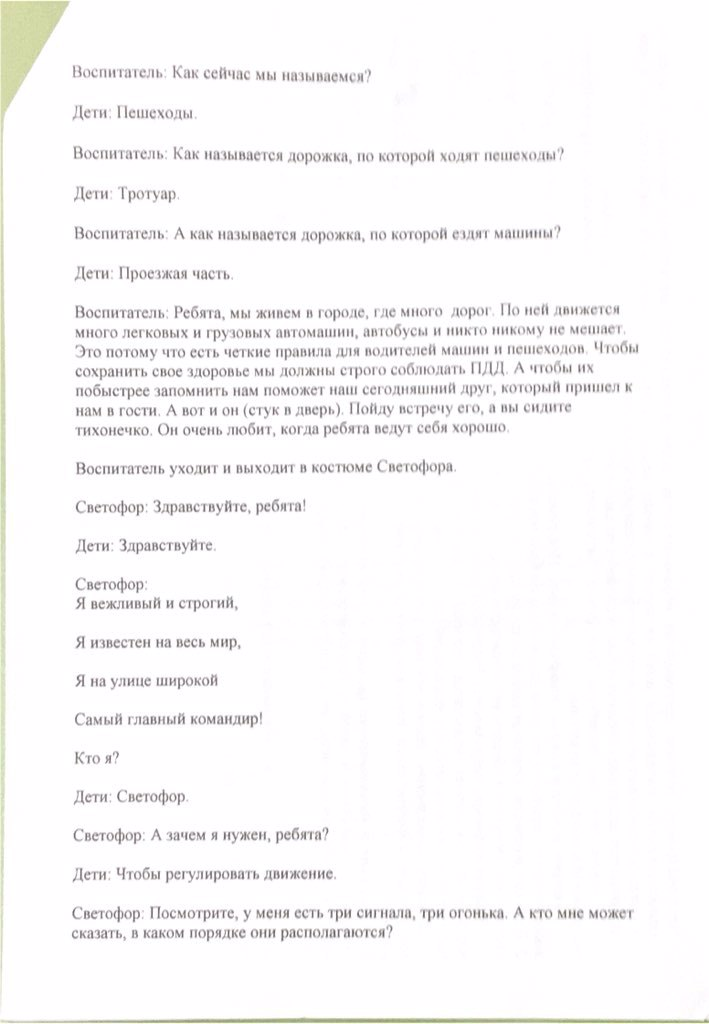 Воспитатель: Как сейчас мы называемся?
Дети: Пешеходы.
Воспитатель: Как называется дорожка, по которой ходят пешеходы?
Дети: Тротуар.
Воспитатель: А как называется дорожка, по которой ездят машины?
Дети: Проезжая часть.
Воспитатель: Ребята, мы живем в городе, где много дорог. По ней движется
много легковых и грузовых автомашин, автобусы и никто никому не мешает.
Это потому что есть четкие правила для водителей машин и пешеходов. Чтобы
сохранить свое здоровье мы должны строго соблюдать ПДД. А чтобы их
побыстрее запомнить нам поможет наш сегодняшний друг, который пришел к
нам в гости. А вот и он (стук в дверь). Пойду встречу его, а вы сидите
тихонечко. Он очень любит, когда ребята ведут себя хорошо.
Воспитатель уходит и выходит в костюме Светофора.
Светофор: Здравствуйте, ребята!
Дети: Здравствуйте.
Светофор:
Я вежливый и строгий,
Я известен на весь мир,
Я на улице широкой
Самый главный командир!
Кто я?
Дети: Светофор.
Светофор: А зачем я нужен, ребята?
Дети: Чтобы регулировать движение.
Светофор: Посмотрите, у меня есть три сигнала, три огонька. А кто мне может
сказать, в каком порядке они располагаются?